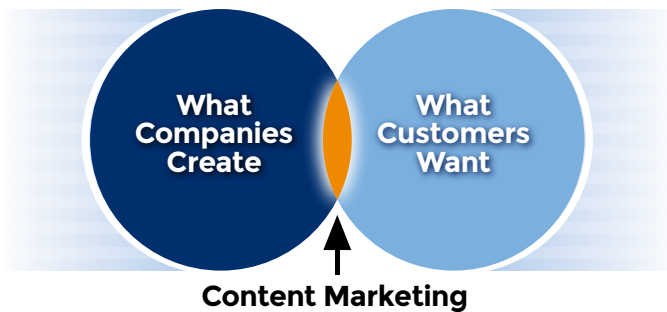 What
Companies
Create
What
Customers
Want
Content Marketing